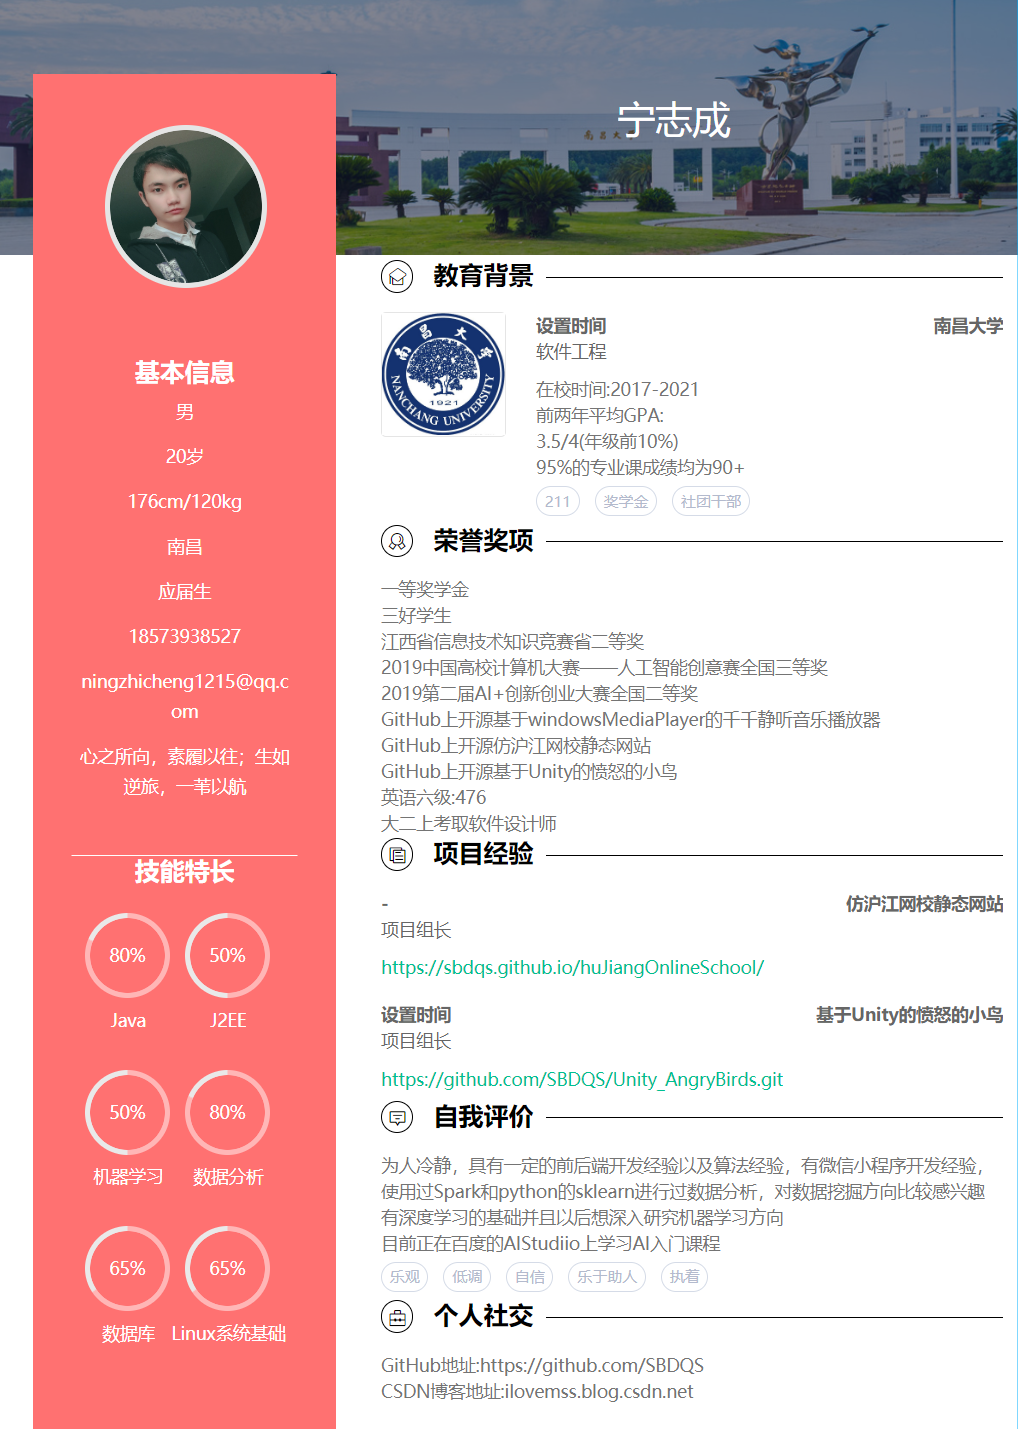 宁志成
南昌大
基本信息
男
20岁
176cm/120kg
南昌
应届生
18573938527
ningzhicheng1215@qq.c
om
心之所向，素履以往；生如
逆旅，一苇以航
技能特长
80%
50%
Java
J2EE
50%
80%
机器学习
数据分析
65%
65%
数据库
Linux系统基础
教育背景
南昌大学
NANCHANG UNIVERSITY
1921
设置时间
南昌大学
软件工程
在校时间:2017-2021
前两年平均GPA:
3.5/4(年级前10%)
95%的专业课成绩均为90+
211
奖学金
社团干部
荣誉奖项
一等奖学金
三好学生
江西省信息技术知识竞赛省二等奖
2019中国高校计算机大赛——人工智能创意赛全国三等奖
2019第二届AI+创新创业大赛全国二等奖
GitHub上开源基于windowsMediaPlayer的千千静听音乐播放器
GitHub上开源仿沪江网校静态网站
GitHub上开源基于Unity的愤怒的小鸟
英语六级:476
大二上考取软件设计师
项目经验
-
仿沪江网校静态网站
项目组长
https://sbdqs.github.io/huJiangOnlineSchool/
设置时间
基于Unity的愤怒的小鸟
项目组长
https://github.com/SBDQS/Unity_AngryBirds.git
自我评价
为人冷静，具有一定的前后端开发经验以及算法经验，有微信小程序开发经验，
使用过Spark和python的sklearn进行过数据分析，对数据挖掘方向比较感兴趣
有深度学习的基础并且以后想深入研究机器学习方向
目前正在百度的AIStudiio上学习AI入门课程
乐观
低调
自信
乐于助人
执着
个人社交
GitHub地址:https://github.com/SBDQS
CSDN博客地址:ilovemss.blog.csdn.net